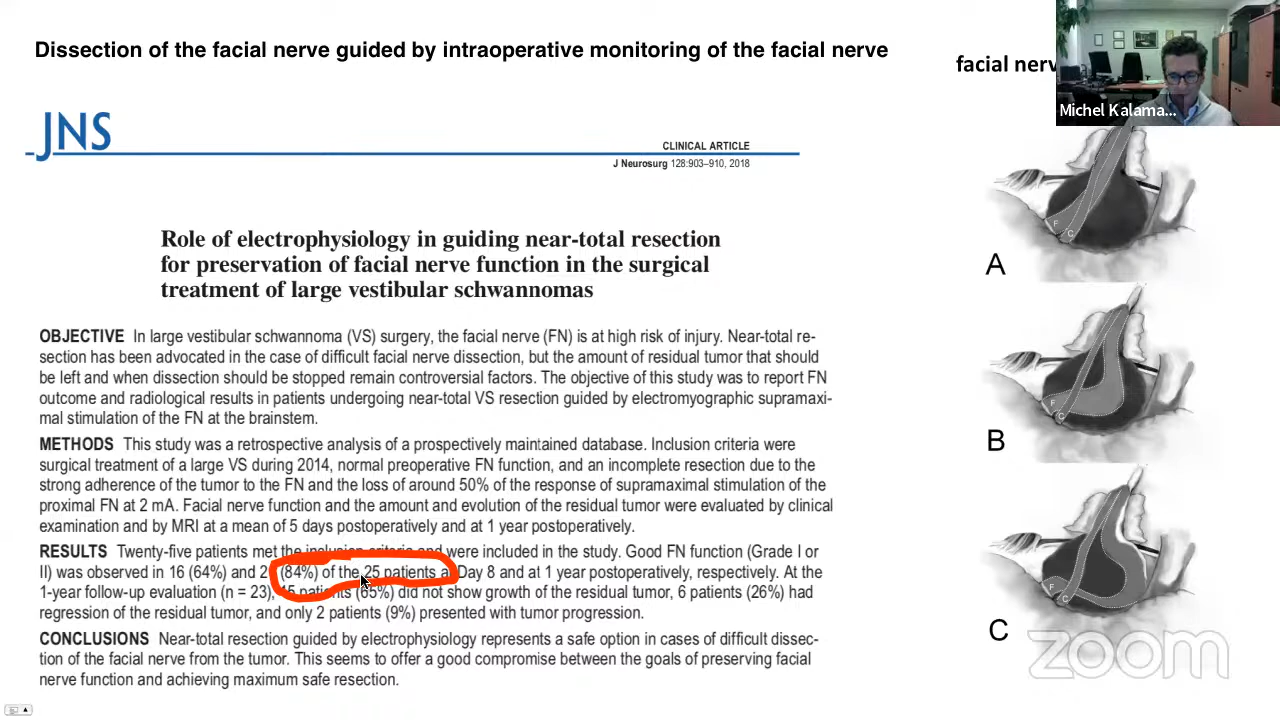 Dissection of the facial nerve guided by intraoperative monitoring of the facial nerve
facial nerv
Michel Kalama...
JNS
CLINICAL ARTICLE
J Neurosurg 128:903–910, 2018
Role of electrophysiology in guiding near-total resection
for preservation of facial nerve function in the surgical
treatment of large vestibular schwannomas
OBJECTIVE In large vestibular schwannoma (VS) surgery, the facial nerve (FN) is at high risk of injury. Near-total re-
section has been advocated in the case of difficult facial nerve dissection, but the amount of residual tumor that should
be left and when dissection should be stopped remain controversial factors. The objective of this study was to report FN
outcome and radiological results in patients undergoing near-total VS resection guided by electromyographic supramaxi-
mal stimulation of the FN at the brainstem.
METHODS This study was a retrospective analysis of a prospectively maintained database. Inclusion criteria were
surgical treatment of a large VS during 2014, normal preoperative FN function, and an incomplete resection due to the
strong adherence of the tumor to the FN and the loss of around 50% of the response of supramaximal stimulation of the
proximal FN at 2 mA. Facial nerve function and the amount and evolution of the residual tumor were evaluated by clinical
examination and by MRI at a mean of 5 days postoperatively and at 1 year postoperatively.
RESULTS Twenty-five patients met the inclusion criteria and were included in the study. Good FN function (Grade I or
II) was observed in 16 (64%) and 2 (84%) of the 25 patients a Day 8 and at 1 year postoperatively, respectively. At the
1-year follow-up evaluation (n = 23), 15 patients (65%) did not show growth of the residual tumor, 6 patients (26%) had
regression of the residual tumor, and only 2 patients (9%) presented with tumor progression.
CONCLUSIONS Near-total resection guided by electrophysiology represents a safe option in cases of difficult dissec-
tion of the facial nerve from the tumor. This seems to offer a good compromise between the goals of preserving facial
nerve function and achieving maximum safe resection.
F
C
A
F
C
B
F
C
C
zoom